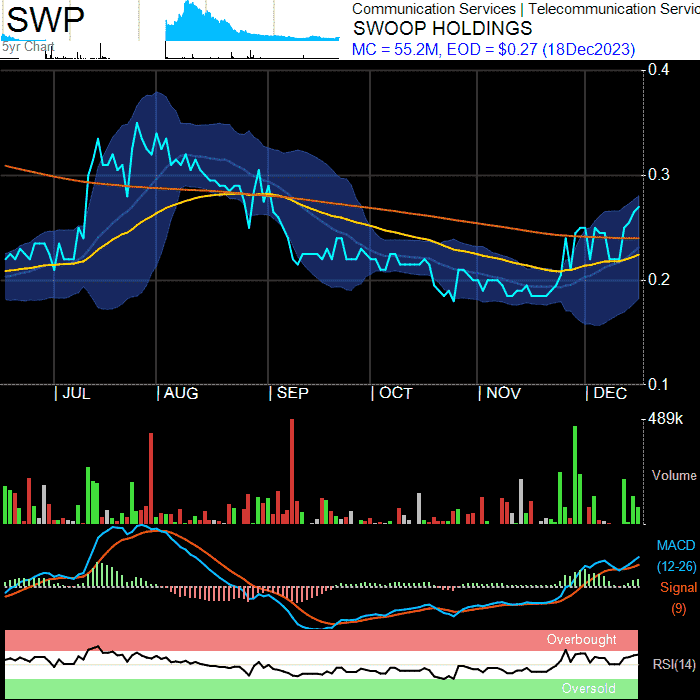 SWP
Communication Services | Telecommunication Servic
SWOOP HOLDINGS
5yr Chart
MC = 55.2M, EOD = $0.27 (18Dec2023)
0.4
0.3
0.2
0.1
| JUL | AUG | SEP | OCT | NOV | DEC
489k
Volume
MACD
(12-26)
Signal
(9)
Overbought
RSI(14)
Oversold